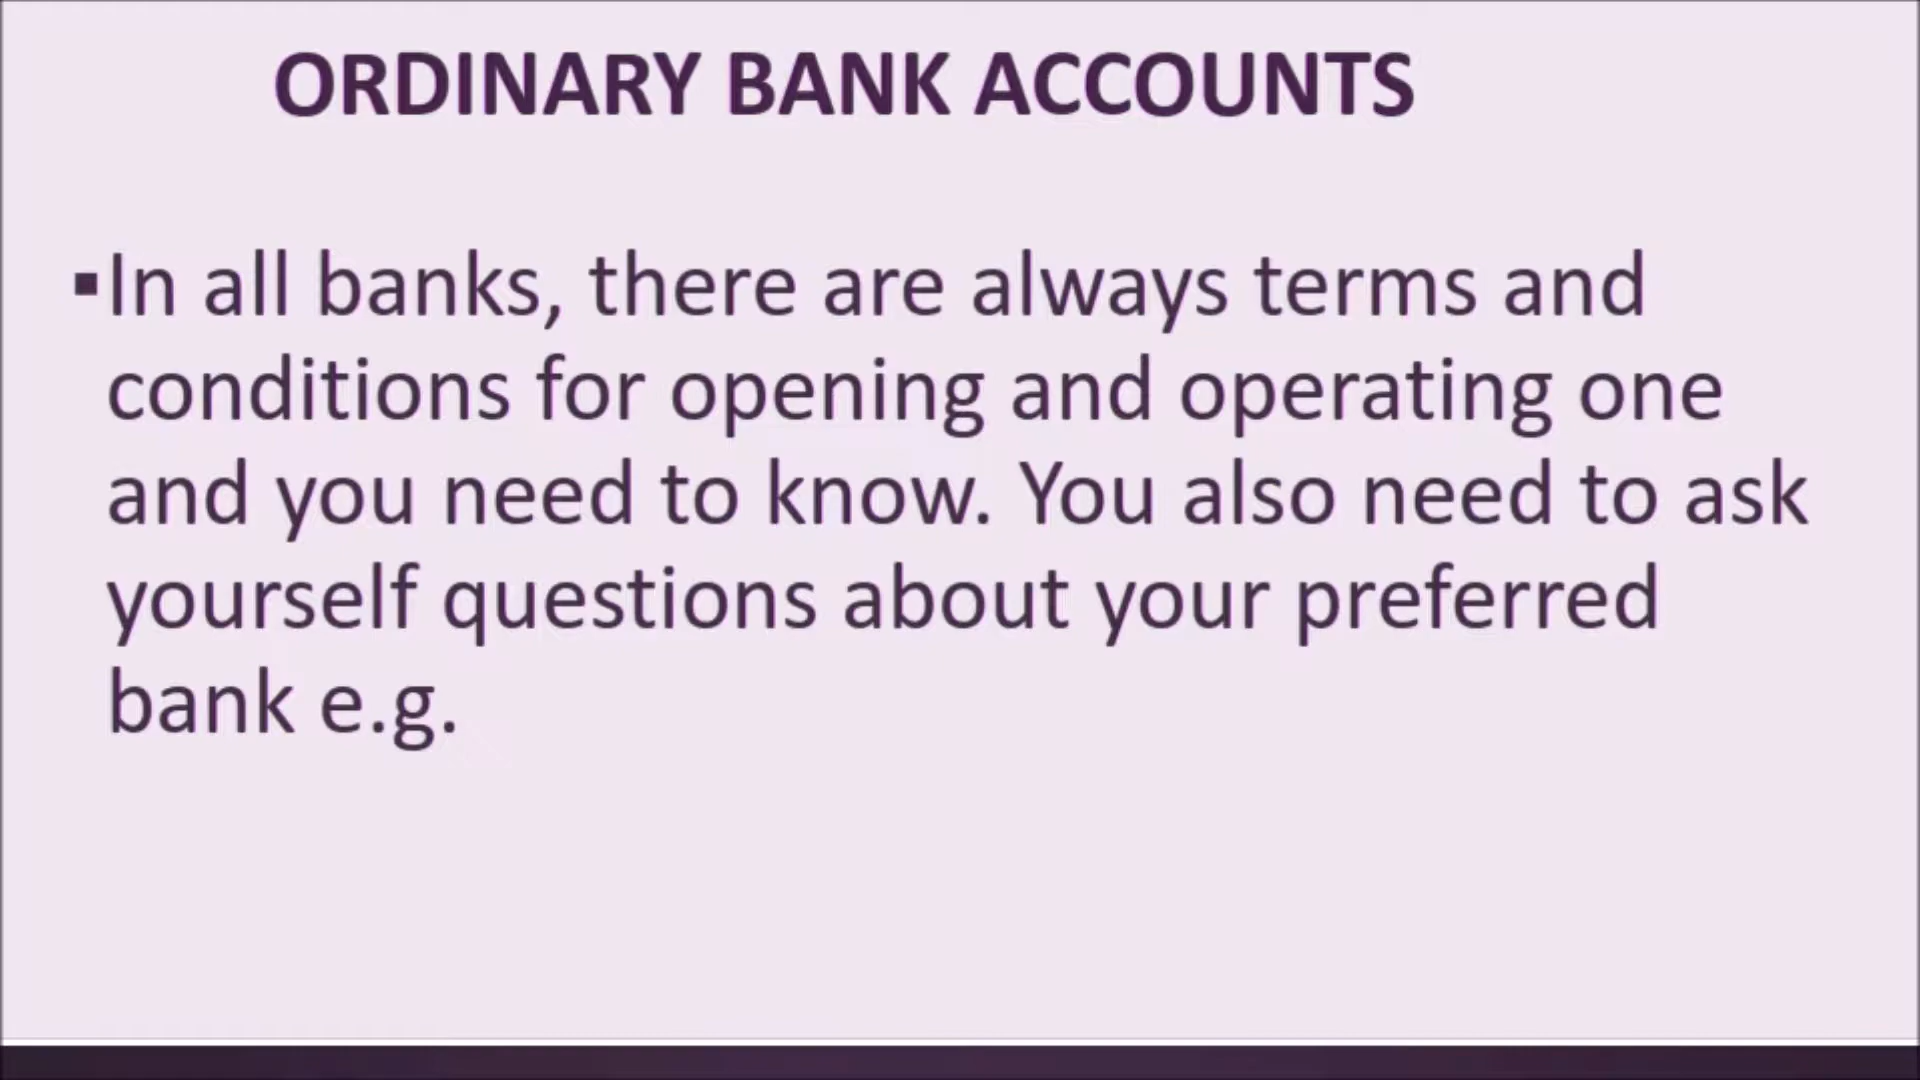 ORDINARY BANK ACCOUNTS
▪In all banks, there are always terms and
conditions for opening and operating one
and you need to know. You also need to ask
yourself questions about your preferred
bank e.g.